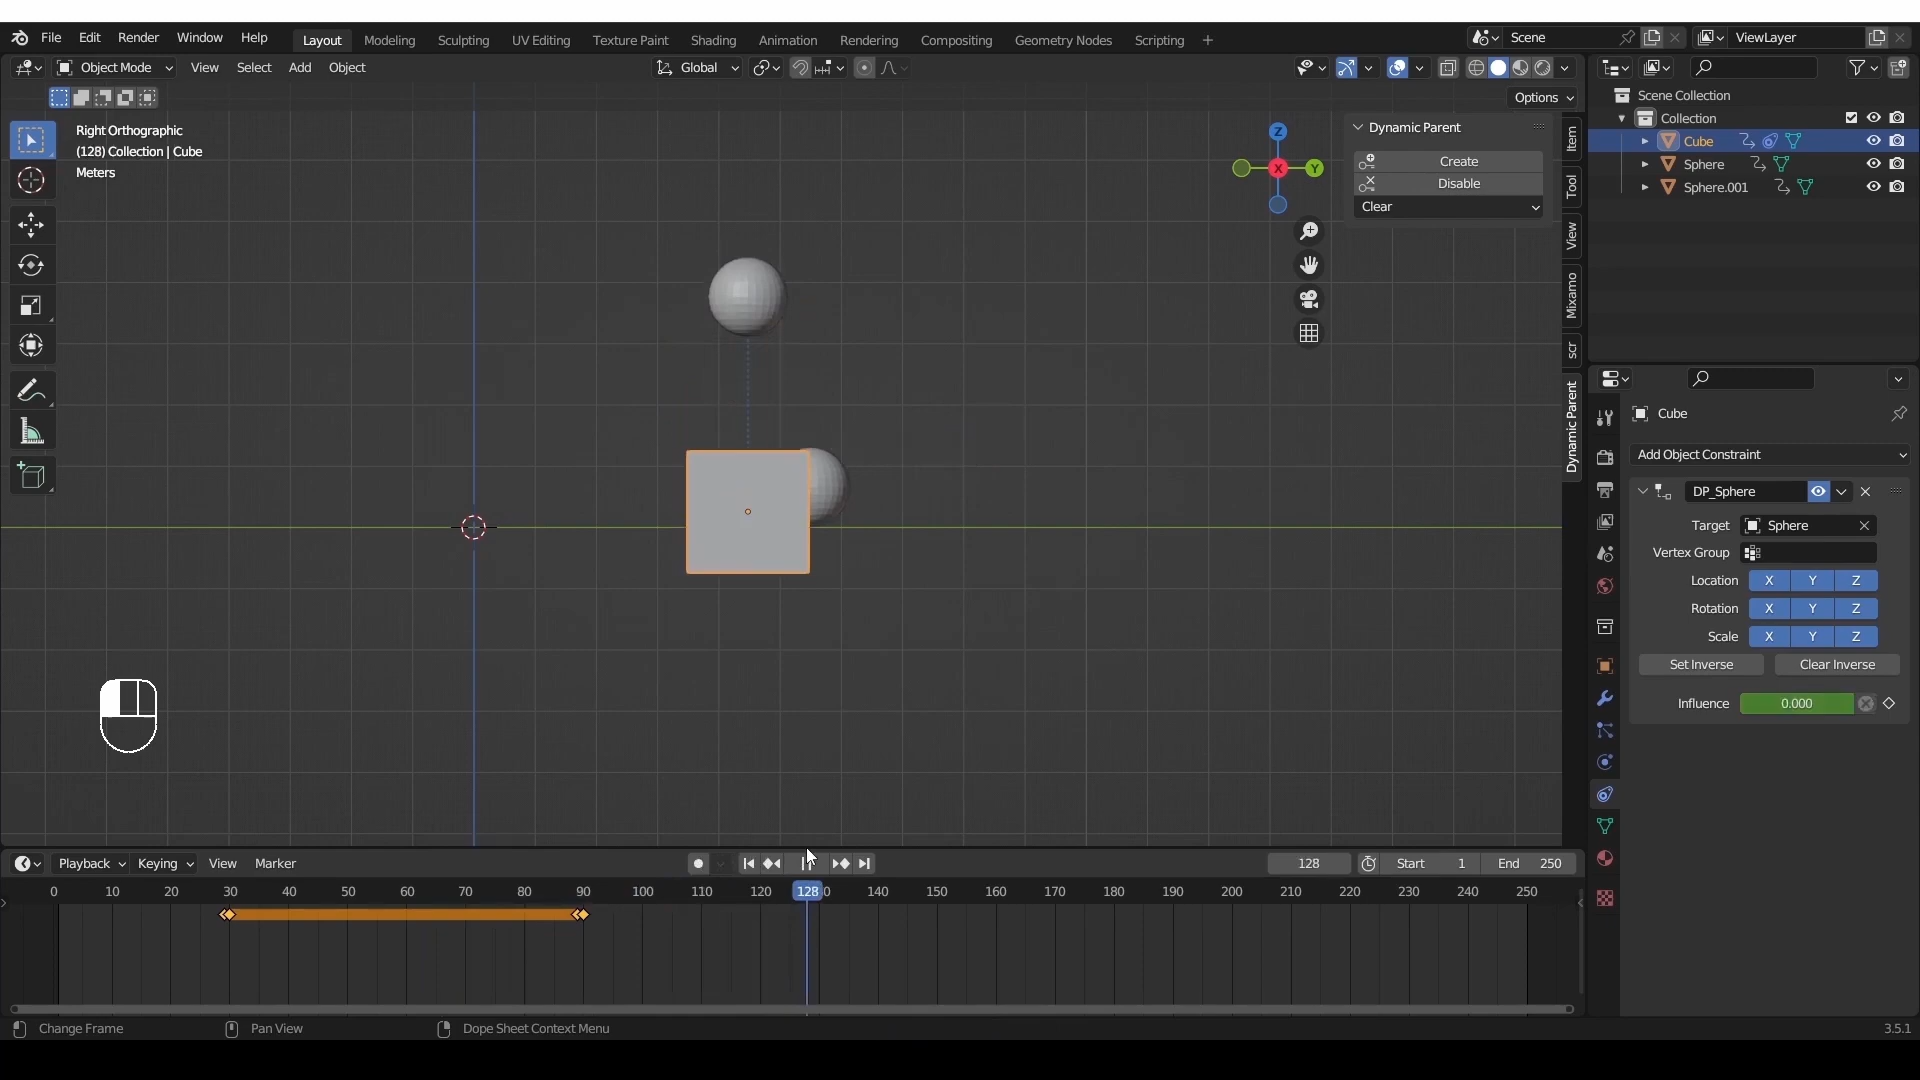 File Edit Render Window Help Layout Modeling Sculpting UV Editing Texture Paint Shading Animation Rendering Compositing Geometry Nodes Scripting + Scene ViewLayer
Object Mode View Select Add Object Global
Options
Right Orthographic
(128) Collection | Cube
Meters
Z
X
Y
Dynamic Parent
Create
Disable
Clear
Item
Tool
View
Mixamo
scr
Dynamic Parent
Scene Collection
Collection
Cube
Sphere
Sphere.001
Cube
Add Object Constraint
DP_Sphere
Target Sphere
Vertex Group
Location X Y Z
Rotation X Y Z
Scale X Y Z
Set Inverse Clear Inverse
Influence 0.000
Playback Keying View Marker 128 Start 1 End 250
0 10 20 30 40 50 60 70 80 90 100 110 120 128 140 150 160 170 180 190 200 210 220 230 240 250
Change Frame Pan View Dope Sheet Context Menu 3.5.1